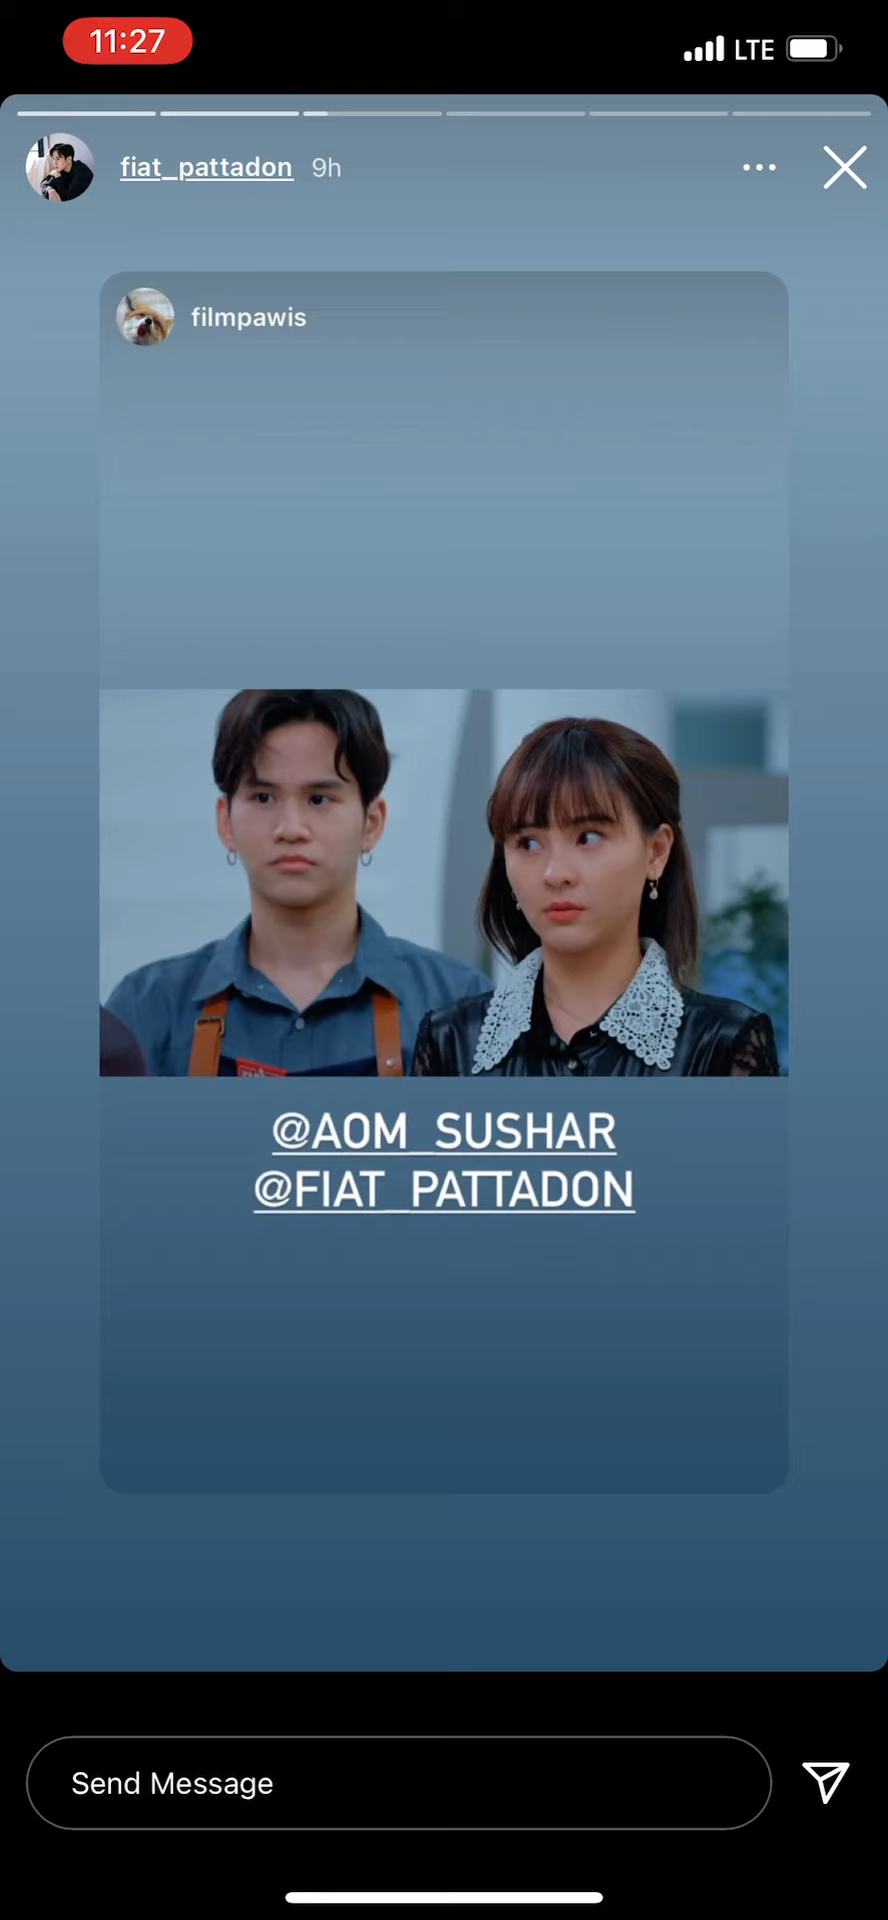 11:27
LTE
fiat_pattadon 9h
filmpawis
@AOM_SUSHAR
@FIAT_PATTADON
Send Message